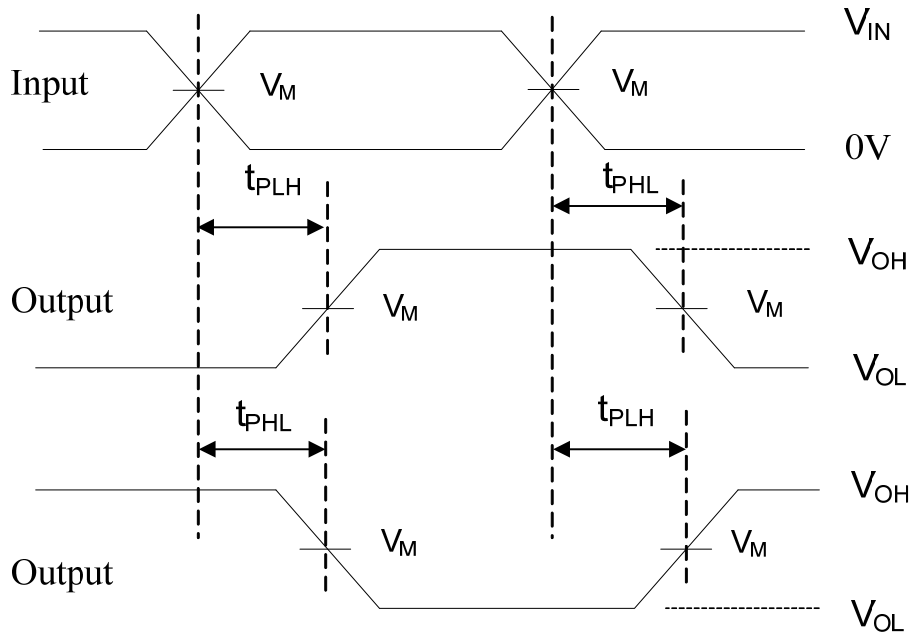 V_IN
Input V_M V_M
0V
t_PLH t_PHL
V_OH
Output V_M V_M
V_OL
t_PHL t_PLH
V_OH
V_M V_M
Output
V_OL